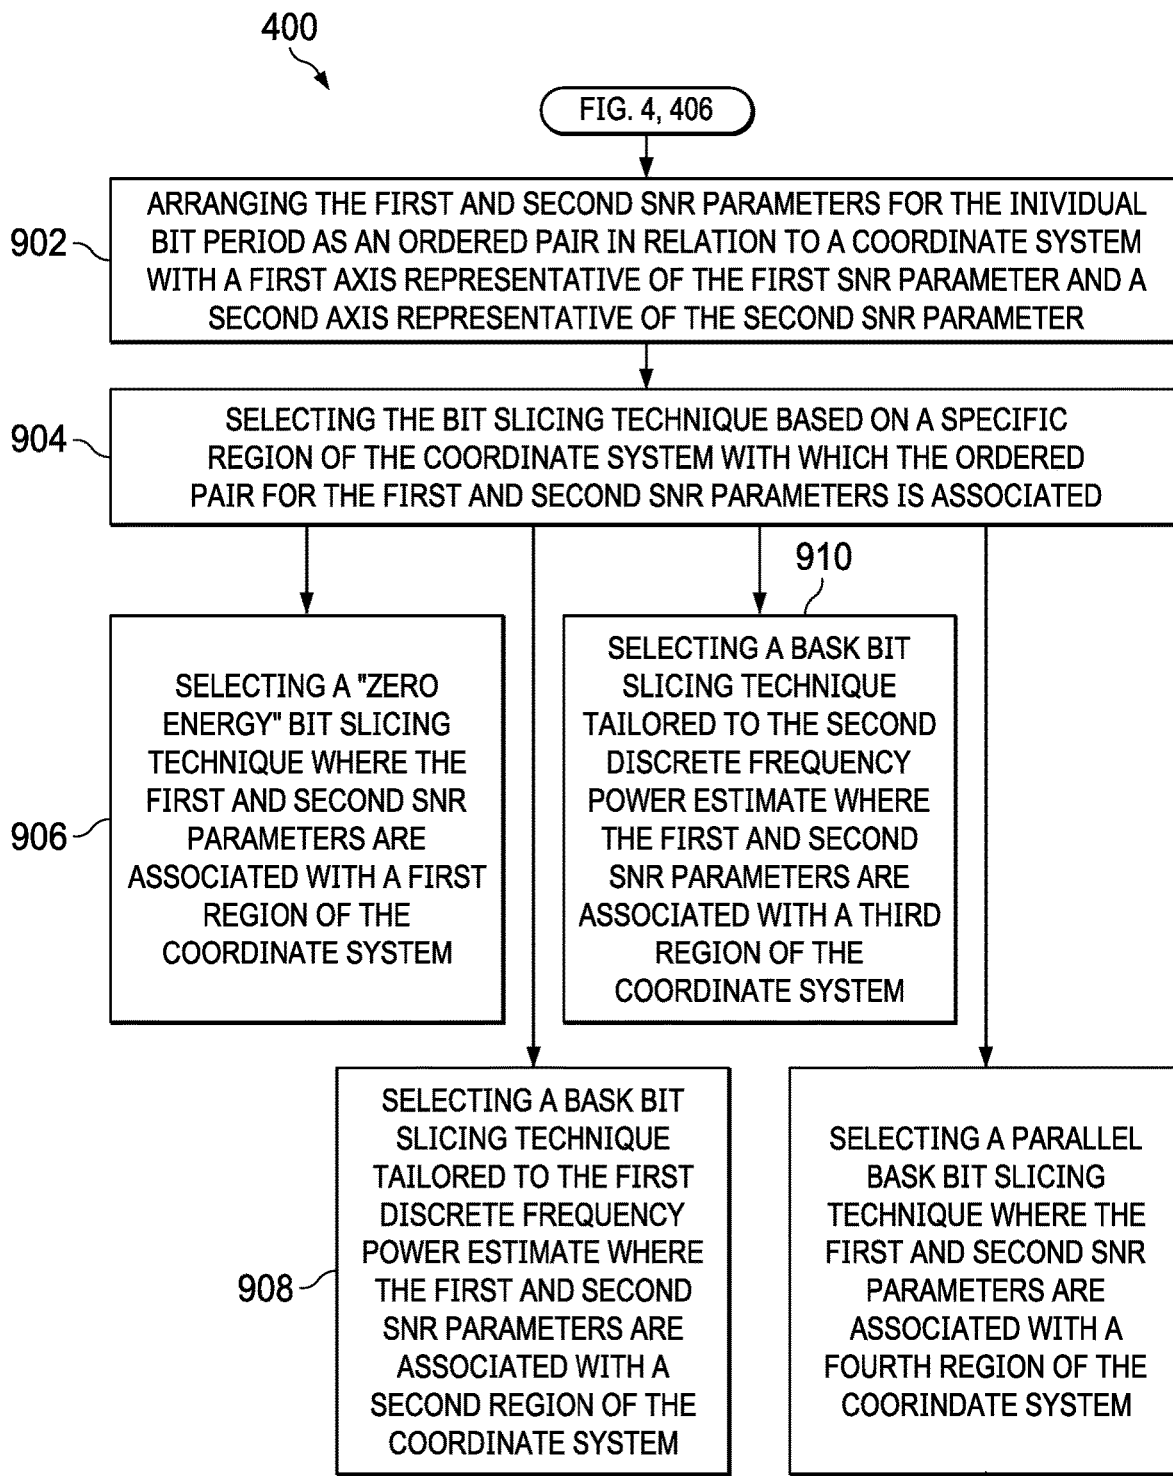 400
FIG. 4, 406
902
ARRANGING THE FIRST AND SECOND SNR PARAMETERS FOR THE INIVIDUAL
BIT PERIOD AS AN ORDERED PAIR IN RELATION TO A COORDINATE SYSTEM
WITH A FIRST AXIS REPRESENTATIVE OF THE FIRST SNR PARAMETER AND A
SECOND AXIS REPRESENTATIVE OF THE SECOND SNR PARAMETER
904
SELECTING THE BIT SLICING TECHNIQUE BASED ON A SPECIFIC
REGION OF THE COORDINATE SYSTEM WITH WHICH THE ORDERED
PAIR FOR THE FIRST AND SECOND SNR PARAMETERS IS ASSOCIATED
906
SELECTING A "ZERO
ENERGY" BIT SLICING
TECHNIQUE WHERE THE
FIRST AND SECOND SNR
PARAMETERS ARE
ASSOCIATED WITH A FIRST
REGION OF THE
COORDINATE SYSTEM
910
SELECTING A BASK BIT
SLICING TECHNIQUE
TAILORED TO THE SECOND
DISCRETE FREQUENCY
POWER ESTIMATE WHERE
THE FIRST AND SECOND
SNR PARAMETERS ARE
ASSOCIATED WITH A THIRD
REGION OF THE
COORDINATE SYSTEM
908
SELECTING A BASK BIT
SLICING TECHNIQUE
TAILORED TO THE FIRST
DISCRETE FREQUENCY
POWER ESTIMATE WHERE
THE FIRST AND SECOND
SNR PARAMETERS ARE
ASSOCIATED WITH A
SECOND REGION OF THE
COORDINATE SYSTEM
SELECTING A PARALLEL
BASK BIT SLICING
TECHNIQUE WHERE THE
FIRST AND SECOND SNR
PARAMETERS ARE
ASSOCIATED WITH A
FOURTH REGION OF THE
COORINDATE SYSTEM